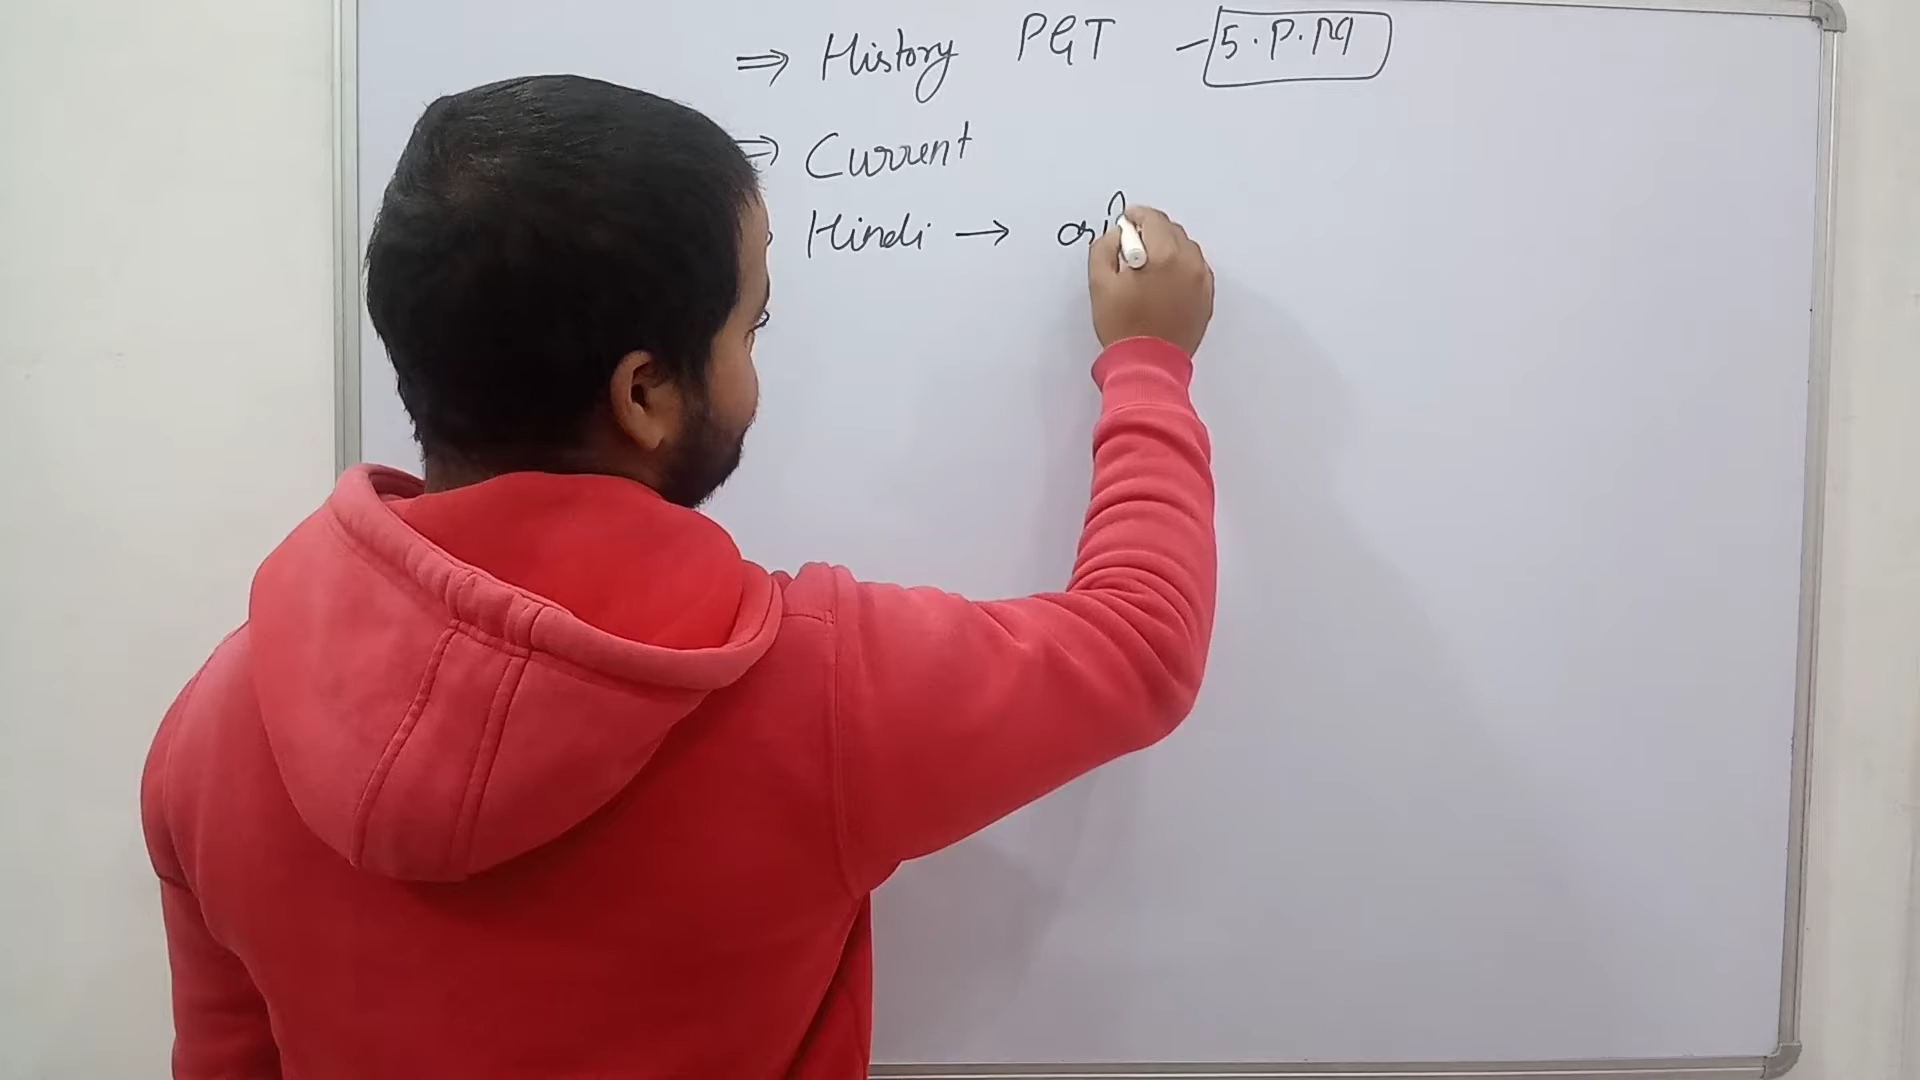 ⇒ History PGT - 5.P.M
⇒ Current
Hindi →